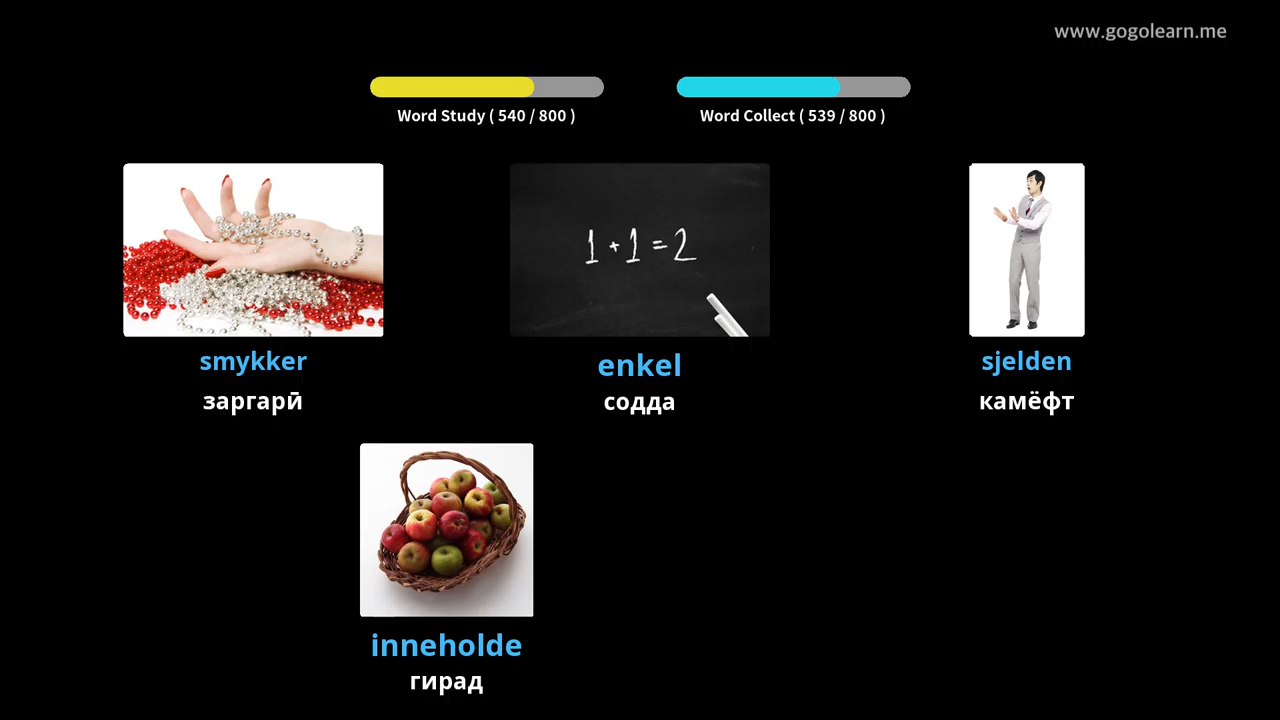 www.gogolearn.me
Word Study ( 540 / 800 )
Word Collect ( 539 / 800 )
1 + 1 = 2
smykker
enkel
sjelden
заргарӣ
содда
камёфт
inneholde
гирад